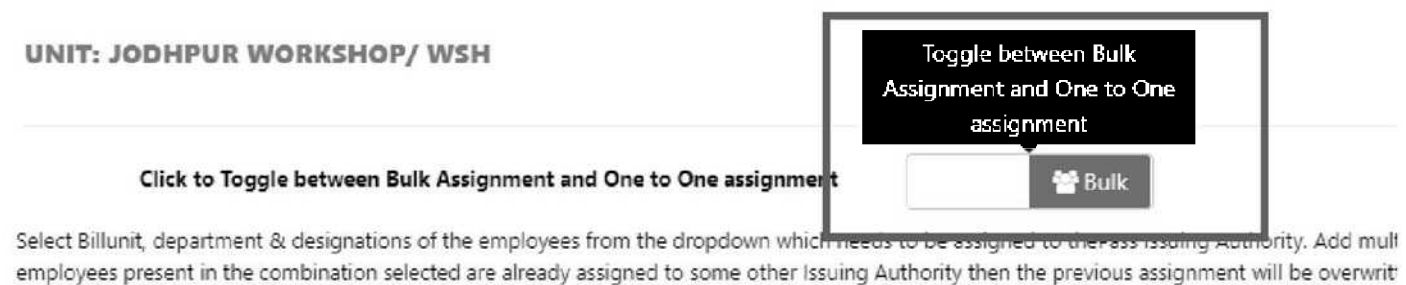 UNIT: JODHPUR WORKSHOP/ WSH
Toggle between Bulk
Assignment and One to One
assignment
Click to Toggle between Bulk Assignment and One to One assignment
Bulk
Select Billunit, department & designations of the employees from the dropdown which needs to be assigned to thePass Issuing Authority. Add mult
employees present in the combination selected are already assigned to some other Issuing Authority then the previous assignment will be overwrit